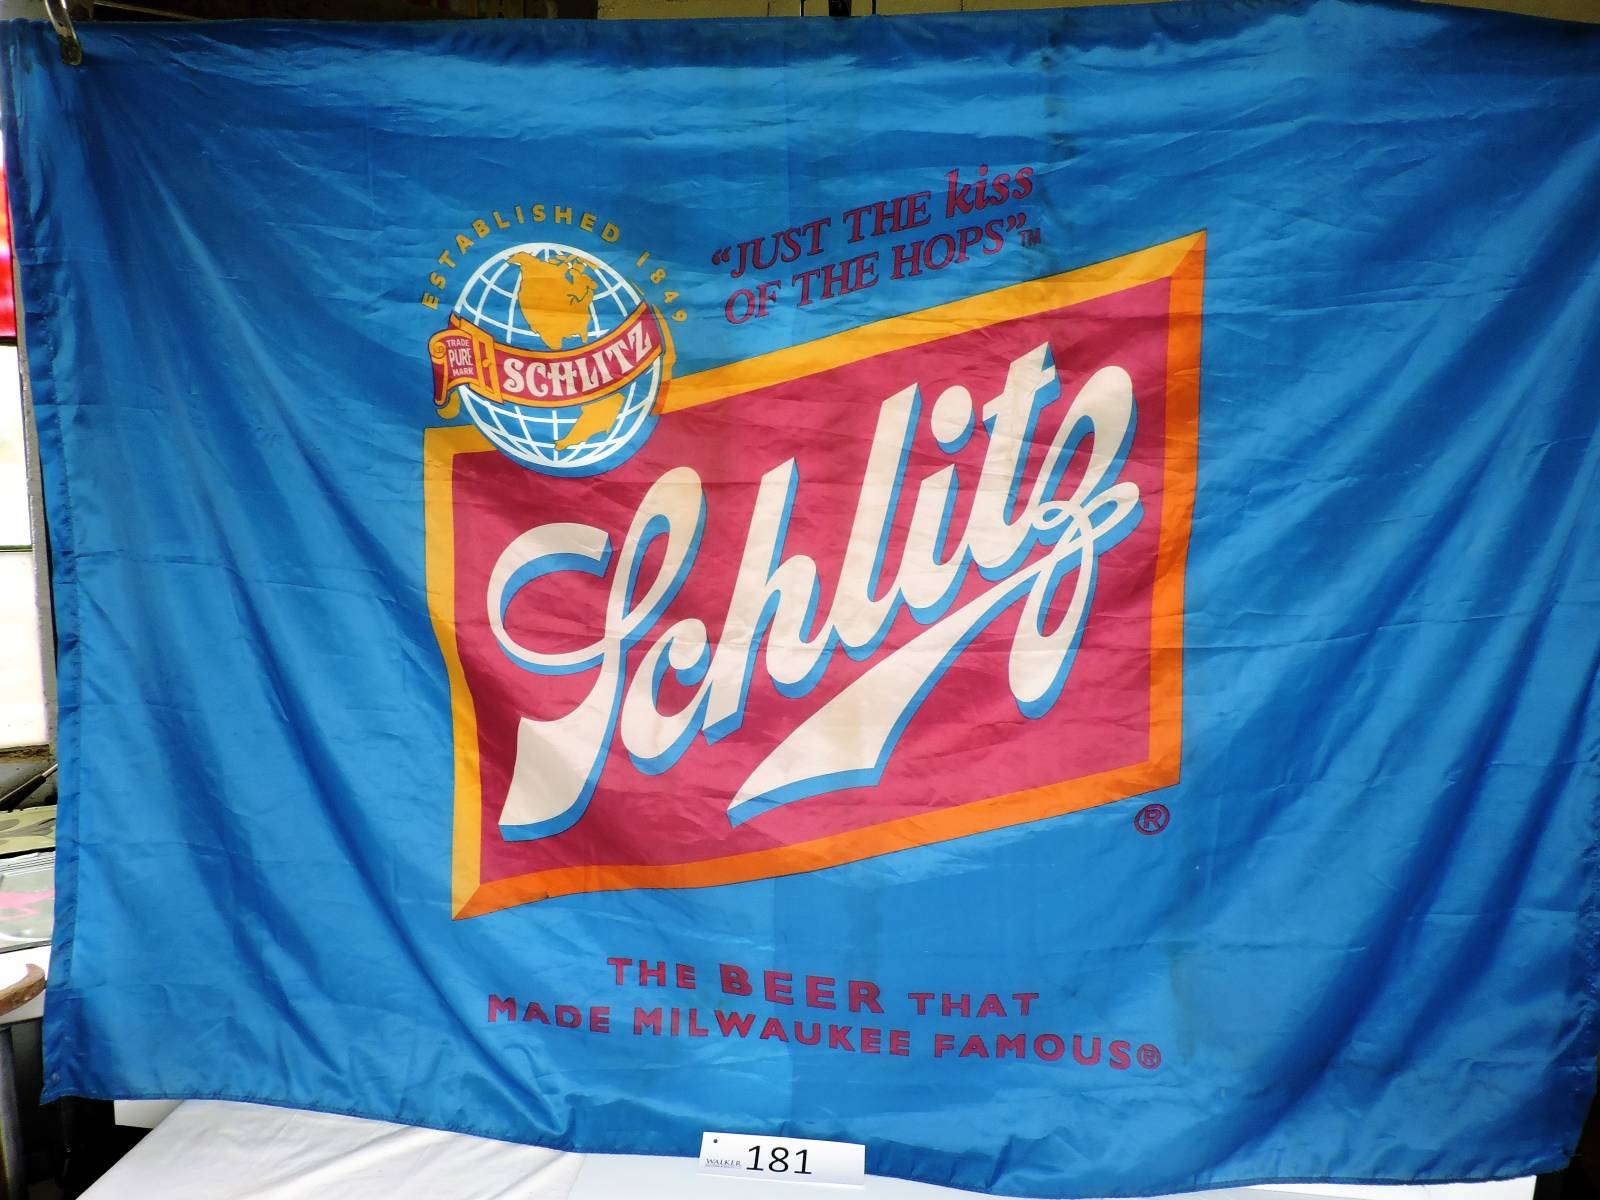 ESTABLISHED 1849
"JUST THE kiss
OF THE HOPS"™
TRADE
PURE
MARK
SCHLITZ
Schlitz
®
THE BEER THAT
MADE MILWAUKEE FAMOUS®
WALKER
181